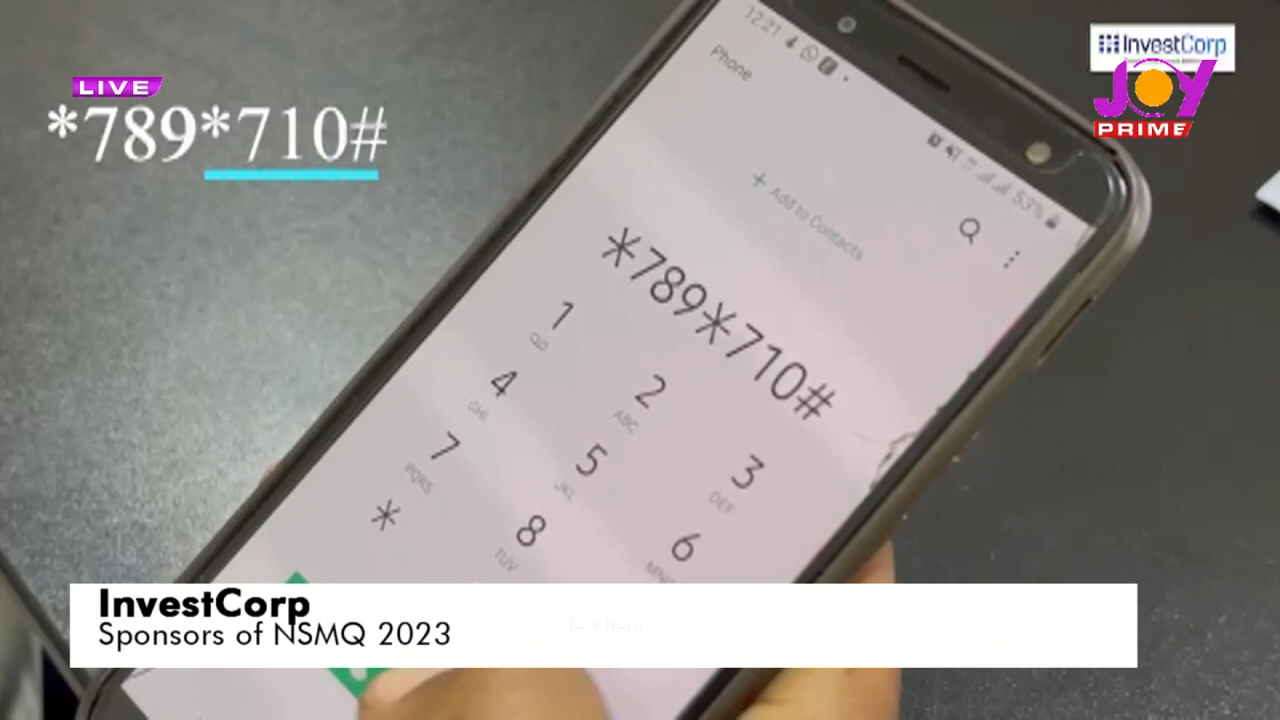 InvestCorp
LIVE
JOY
PRIME
*789*710#
12:21
53%
Phone
+ Add to Contacts
*789*710#
1
2
ABC
3
DEF
4
GHI
5
JKL
6
7
PQRS
8
TUV
*
InvestCorp
Sponsors of NSMQ 2023